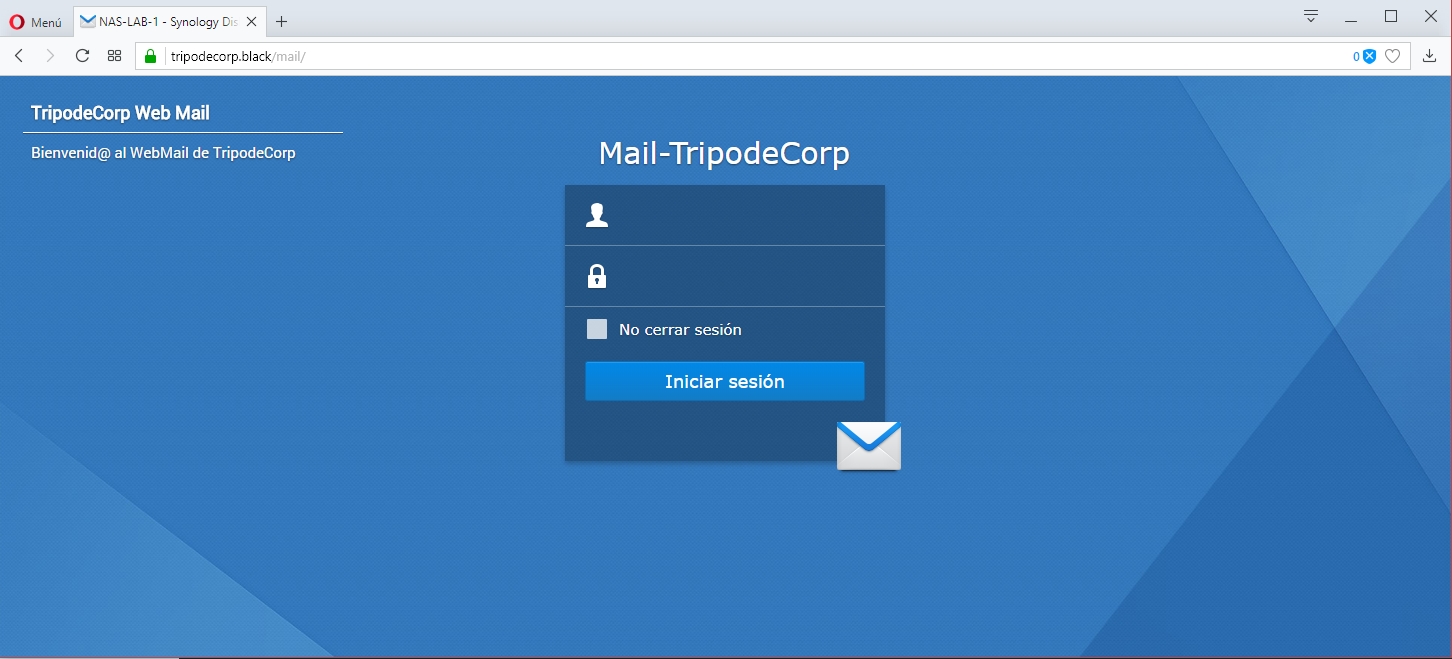 Menú
NAS-LAB-1 - Synology Dis
tripodecorp.black/mail/
0
TripodeCorp Web Mail
Bienvenid@ al WebMail de TripodeCorp
Mail-TripodeCorp
No cerrar sesión
Iniciar sesión